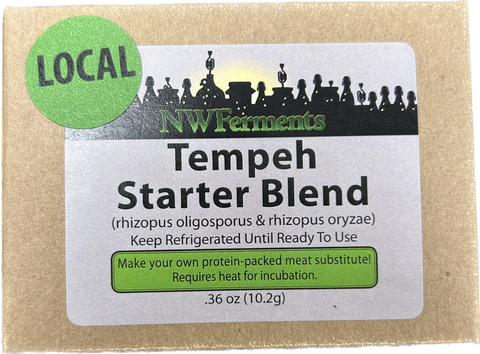 LOCAL
NWFerments
Tempeh
Starter Blend
(rhizopus oligosporus & rhizopus oryzae)
Keep Refrigerated Until Ready To Use
Make your own protein-packed meat substitute!
Requires heat for incubation.
.36 oz (10.2g)